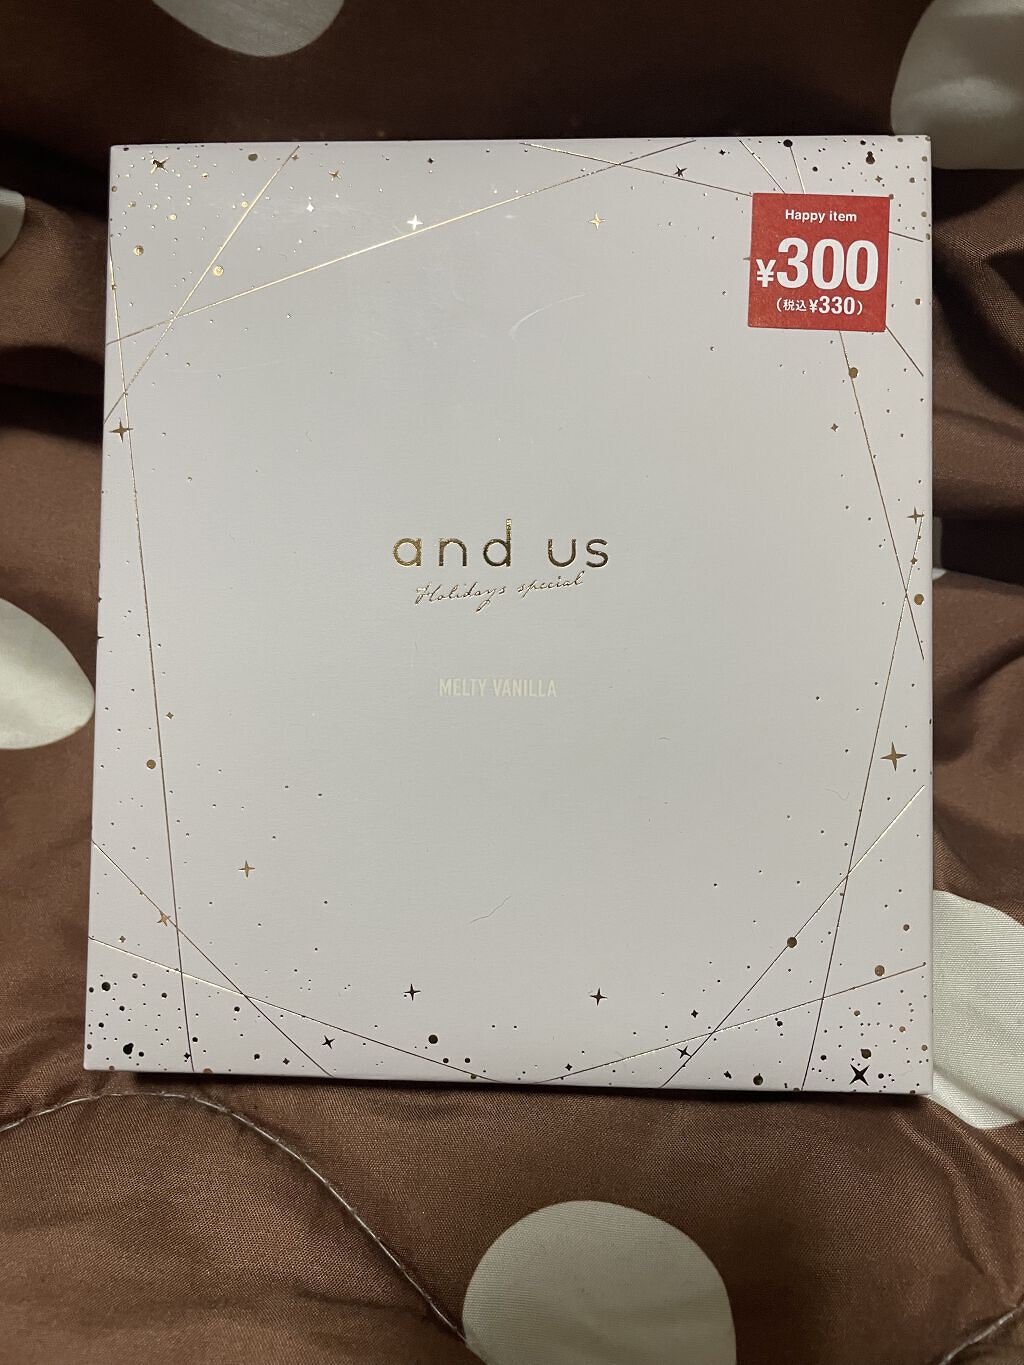 Happy item
¥300
(税込¥330)
and us
Holidays special
MELTY VANILLA